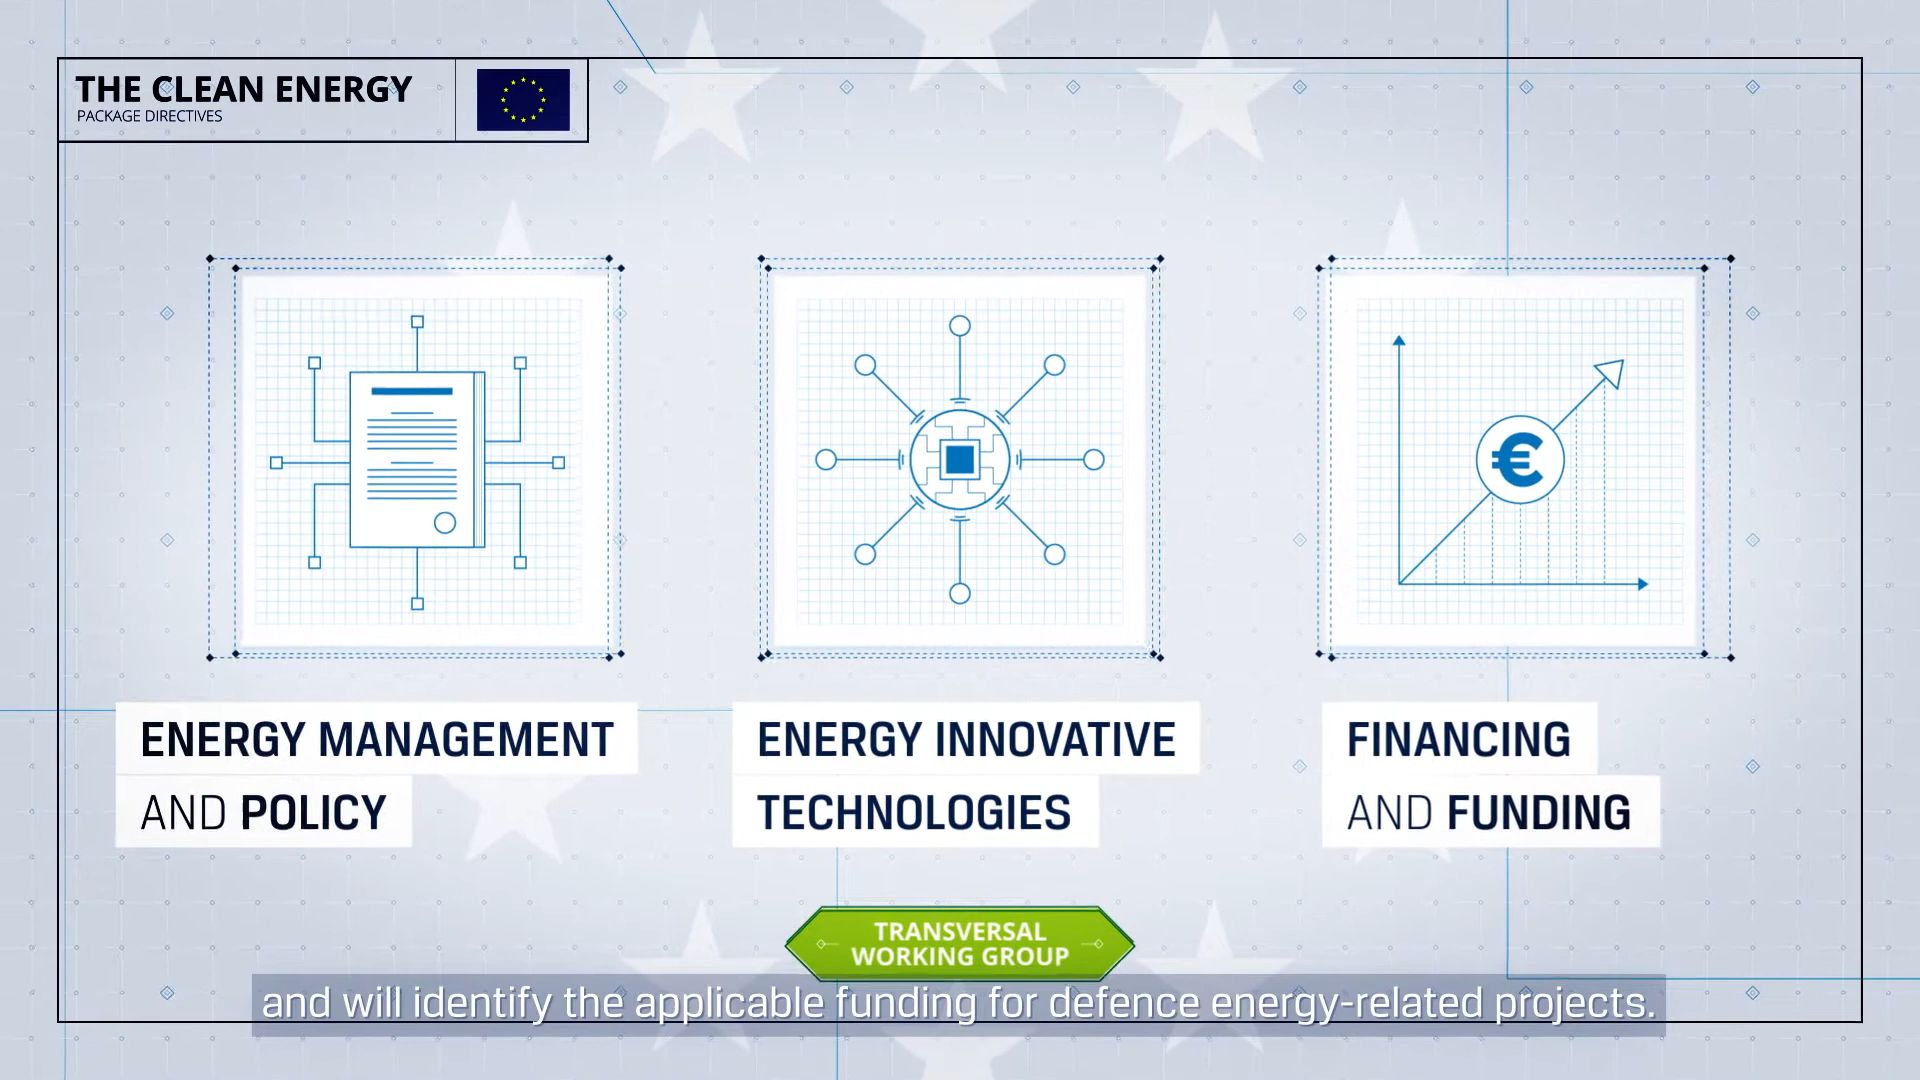 THE CLEAN ENERGY
PACKAGE DIRECTIVES
€
ENERGY MANAGEMENT
AND POLICY
ENERGY INNOVATIVE
TECHNOLOGIES
FINANCING
AND FUNDING
TRANSVERSAL
WORKING GROUP
and will identify the applicable funding for defence energy-related projects.